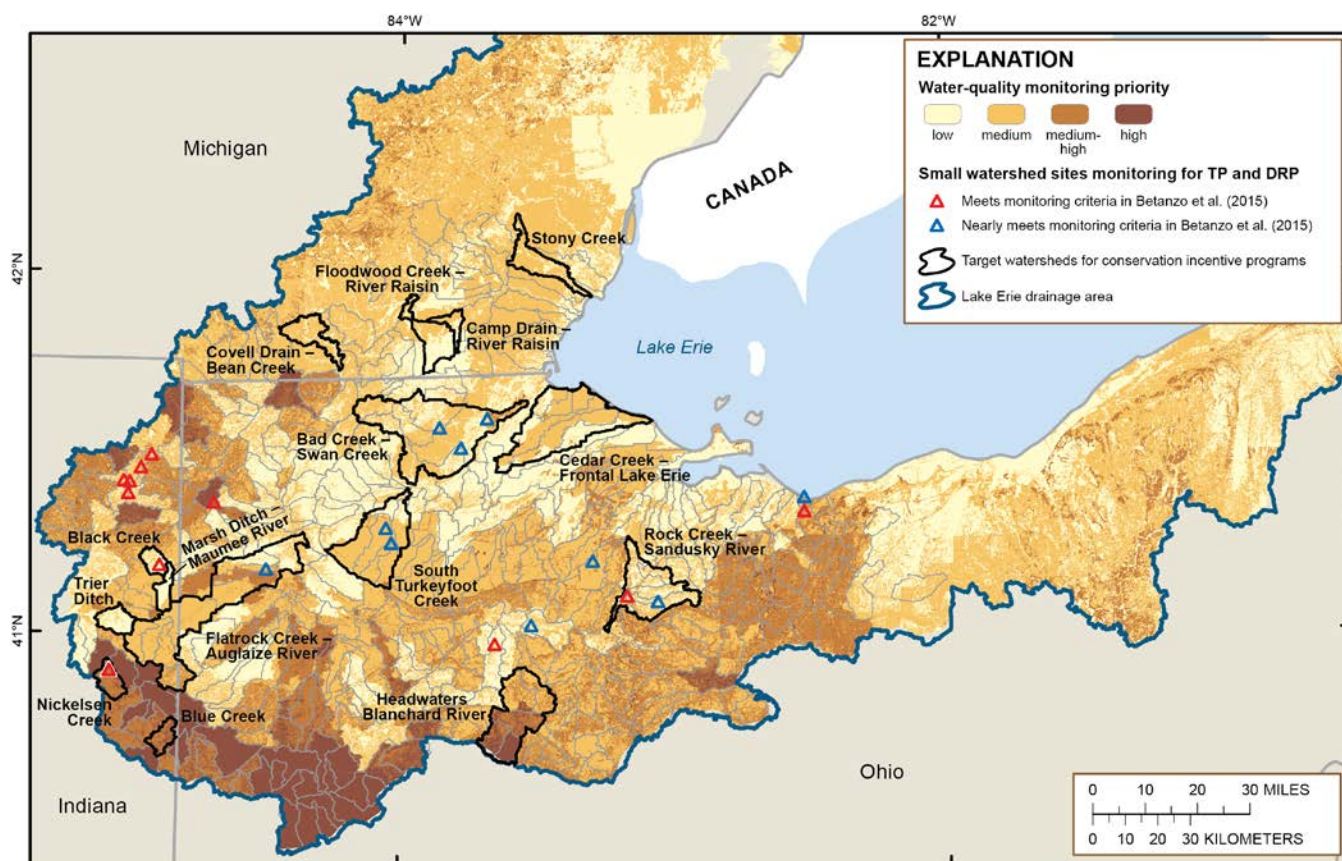 84°W
82°W
EXPLANATION
Water-quality monitoring priority
low
medium
medium-
high
high
Small watershed sites monitoring for TP and DRP
Meets monitoring criteria in Betanzo et al. (2015)
Nearly meets monitoring criteria in Betanzo et al. (2015)
Target watersheds for conservation incentive programs
Lake Erie drainage area
Michigan
CANADA
42°N
Stony Creek
Floodwood Creek –
River Raisin
Camp Drain –
River Raisin
Covell Drain –
Bean Creek
Lake Erie
Bad Creek –
Swan Creek
Cedar Creek –
Frontal Lake Erie
Black Creek
Marsh Ditch –
Maumee River
Rock Creek –
Sandusky River
Trier
Ditch
South
Turkeyfoot
Creek
41°N
Flatrock Creek –
Auglaize River
Nickelsen
Creek
Blue Creek
Headwaters
Blanchard River
Ohio
Indiana
0 10 20 30 MILES
0 10 20 30 KILOMETERS